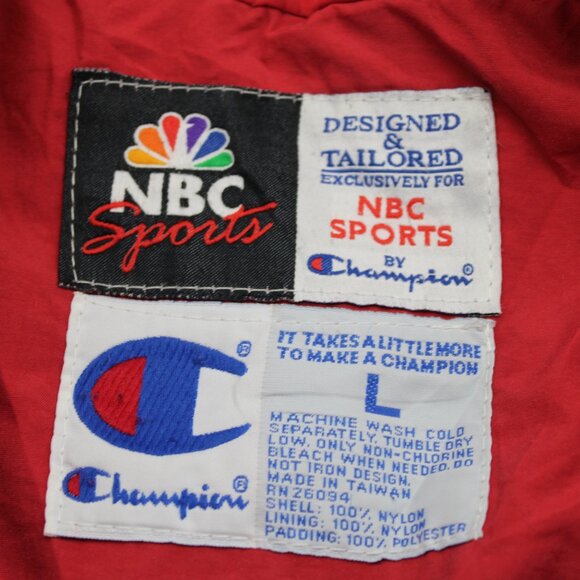 NBC
Sports
DESIGNED
&
TAILORED
EXCLUSIVELY FOR
NBC
SPORTS
BY
Champion®
®
Champion®
IT TAKES A LITTLE MORE
TO MAKE A CHAMPION
L
MACHINE WASH COLD
SEPARATELY, TUMBLE DRY
LOW. ONLY NON-CHLORINE
BLEACH WHEN NEEDED. DO
NOT IRON DESIGN.
MADE IN TAIWAN
RN 26094
SHELL: 100% NYLON
LINING: 100% NYLON
PADDING: 100% POLYESTER